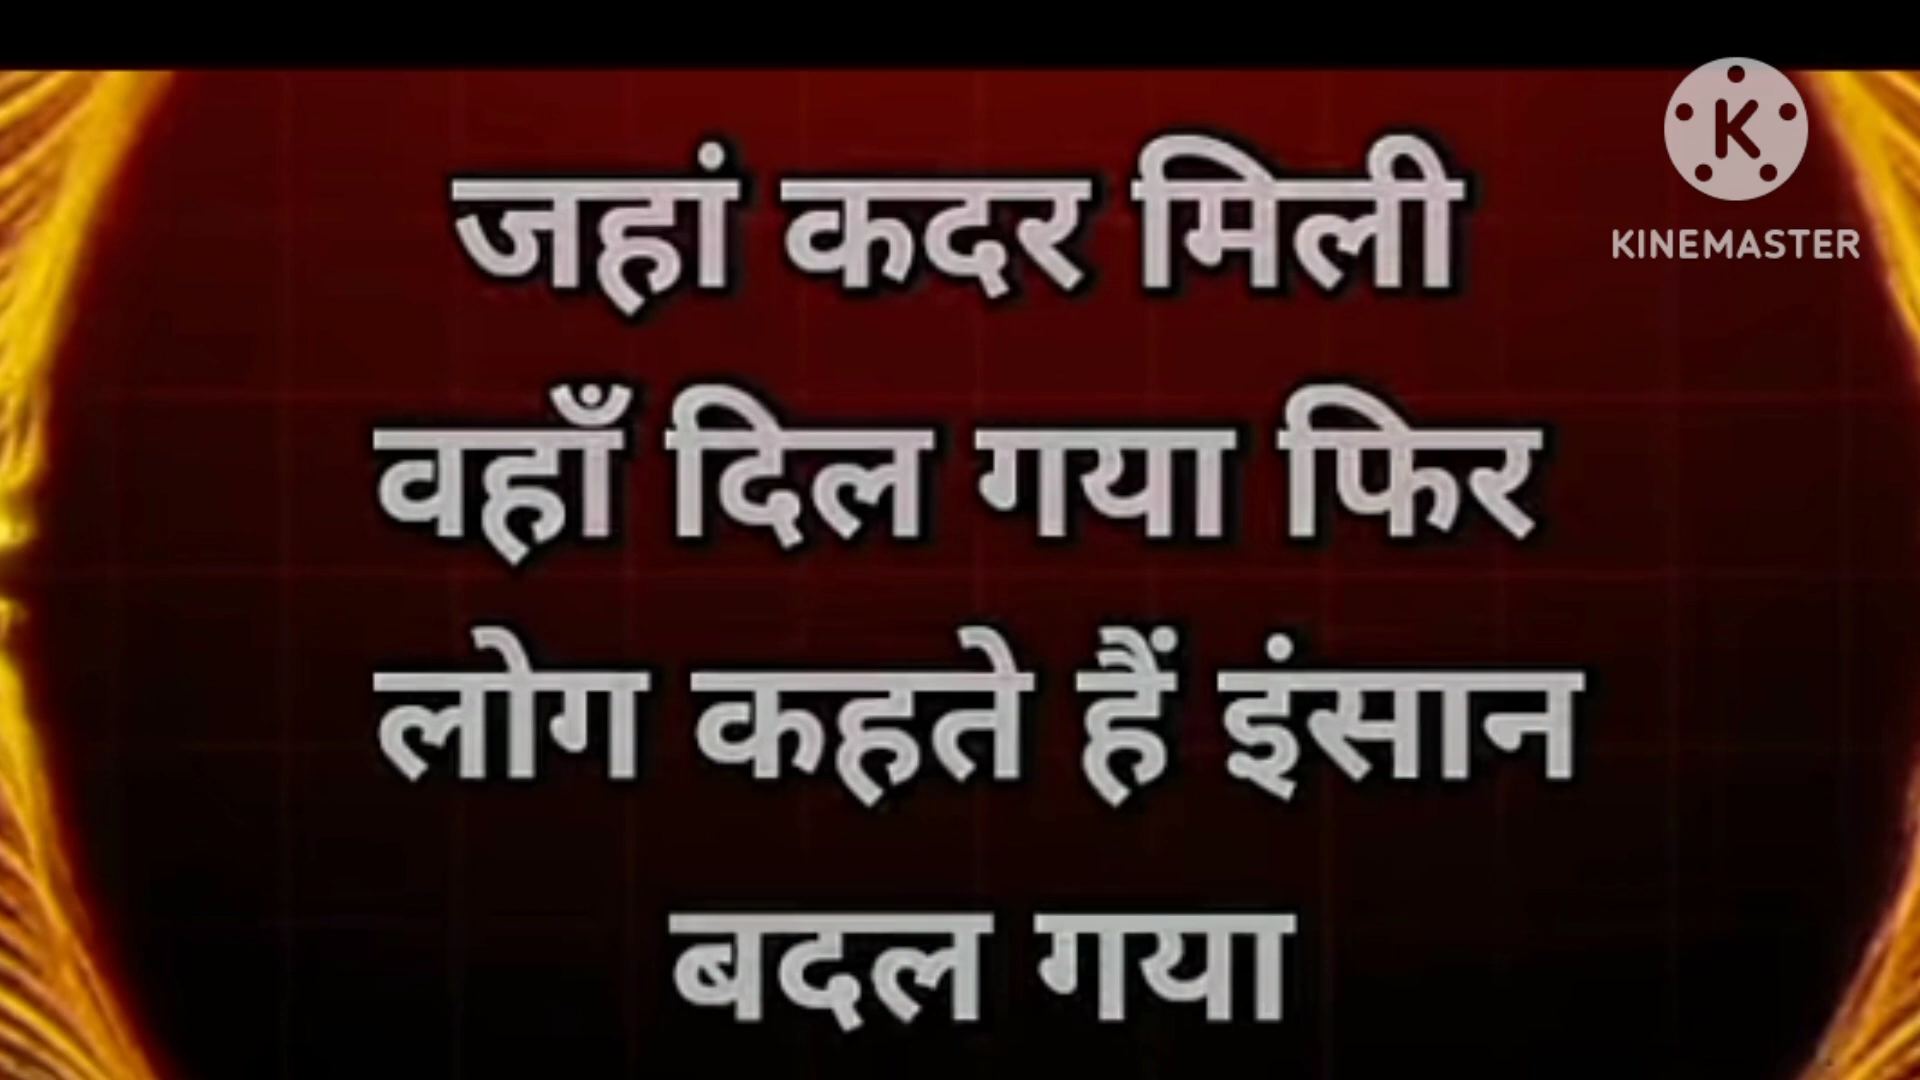 जहां कदर मिली
वहाँ दिल गया फिर
लोग कहते हैं इंसान
बदल गया
K
KINEMASTER